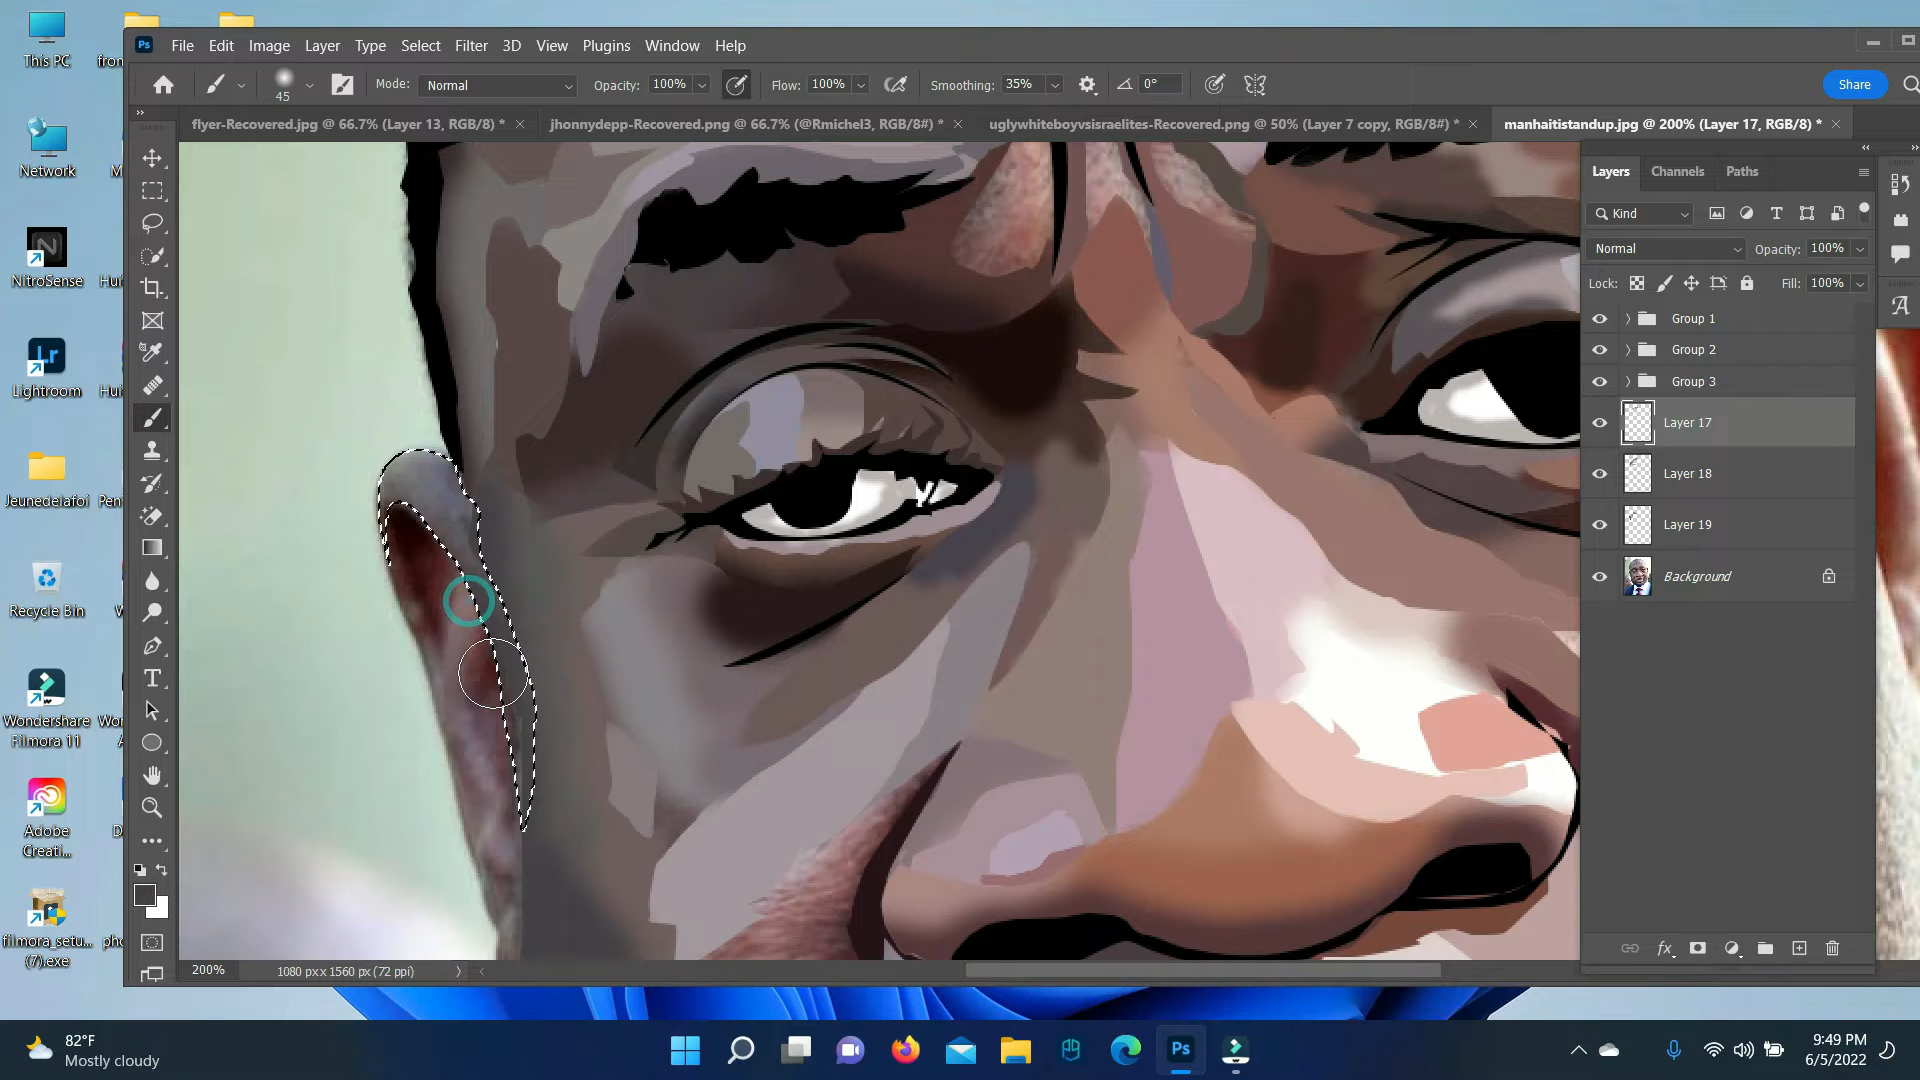 This PC
Network
NitroSense
Lightroom
Jeunedelafoi
Recycle Bin
Wondershare
Filmora 11
Adobe
Creati...
filmora_setu...
(7).exe
Ps
File Edit Image Layer Type Select Filter 3D View Plugins Window Help
45
Mode: Normal Opacity: 100% Flow: 100% Smoothing: 35% 0° Share
flyer-Recovered.jpg @ 66.7% (Layer 13, RGB/8) *
jhonnydepp-Recovered.png @ 66.7% (@Rmichel3, RGB/8#) *
uglywhiteboyvsisraelites-Recovered.png @ 50% (Layer 7 copy, RGB/8#) *
manhaitistandup.jpg @ 200% (Layer 17, RGB/8) *
Layers Channels Paths
Kind
Normal Opacity: 100%
Lock: Fill: 100%
Group 1
Group 2
Group 3
Layer 17
Layer 18
Layer 19
Background
fx
200% 1080 px x 1560 px (72 ppi)
82°F
Mostly cloudy
Ps
9:49 PM
6/5/2022